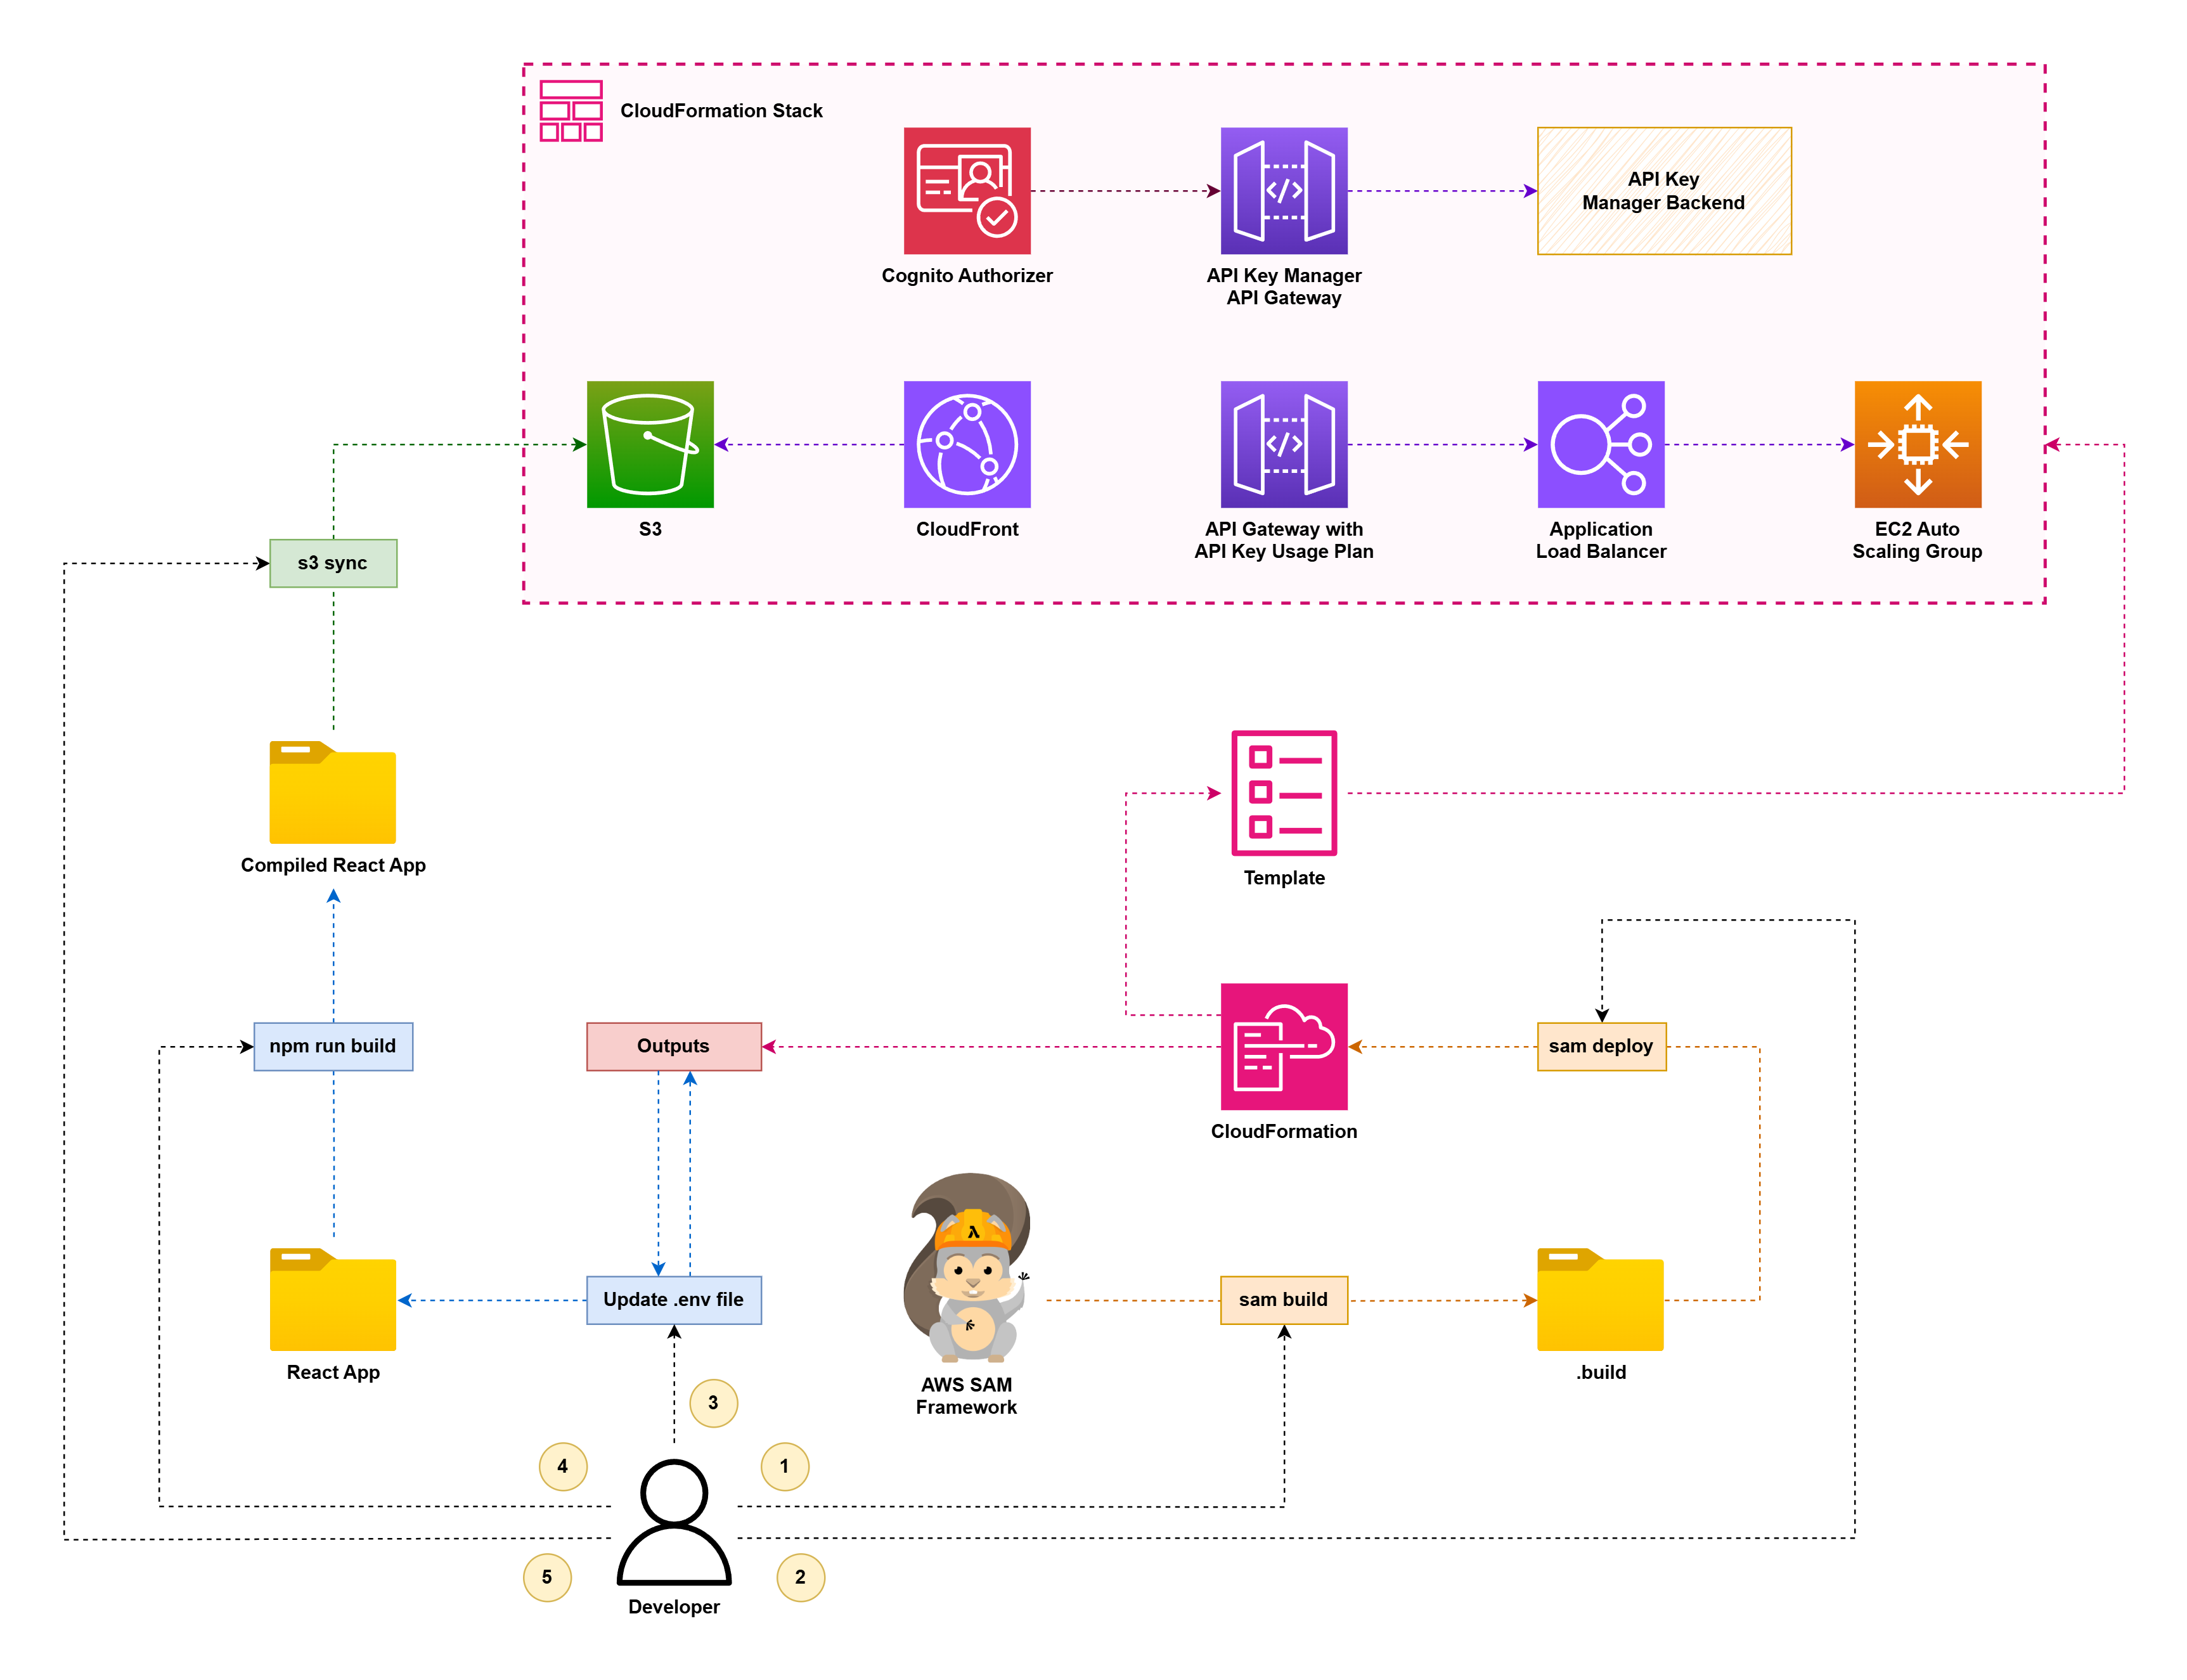 CloudFormation Stack
API Key
Manager Backend
Cognito Authorizer
API Key Manager
API Gateway
S3
CloudFront
API Gateway with
API Key Usage Plan
Application
Load Balancer
EC2 Auto
Scaling Group
s3 sync
Compiled React App
Template
npm run build
Outputs
sam deploy
CloudFormation
λ
Update .env file
sam build
React App
AWS SAM
Framework
.build
3
4
1
5
2
Developer